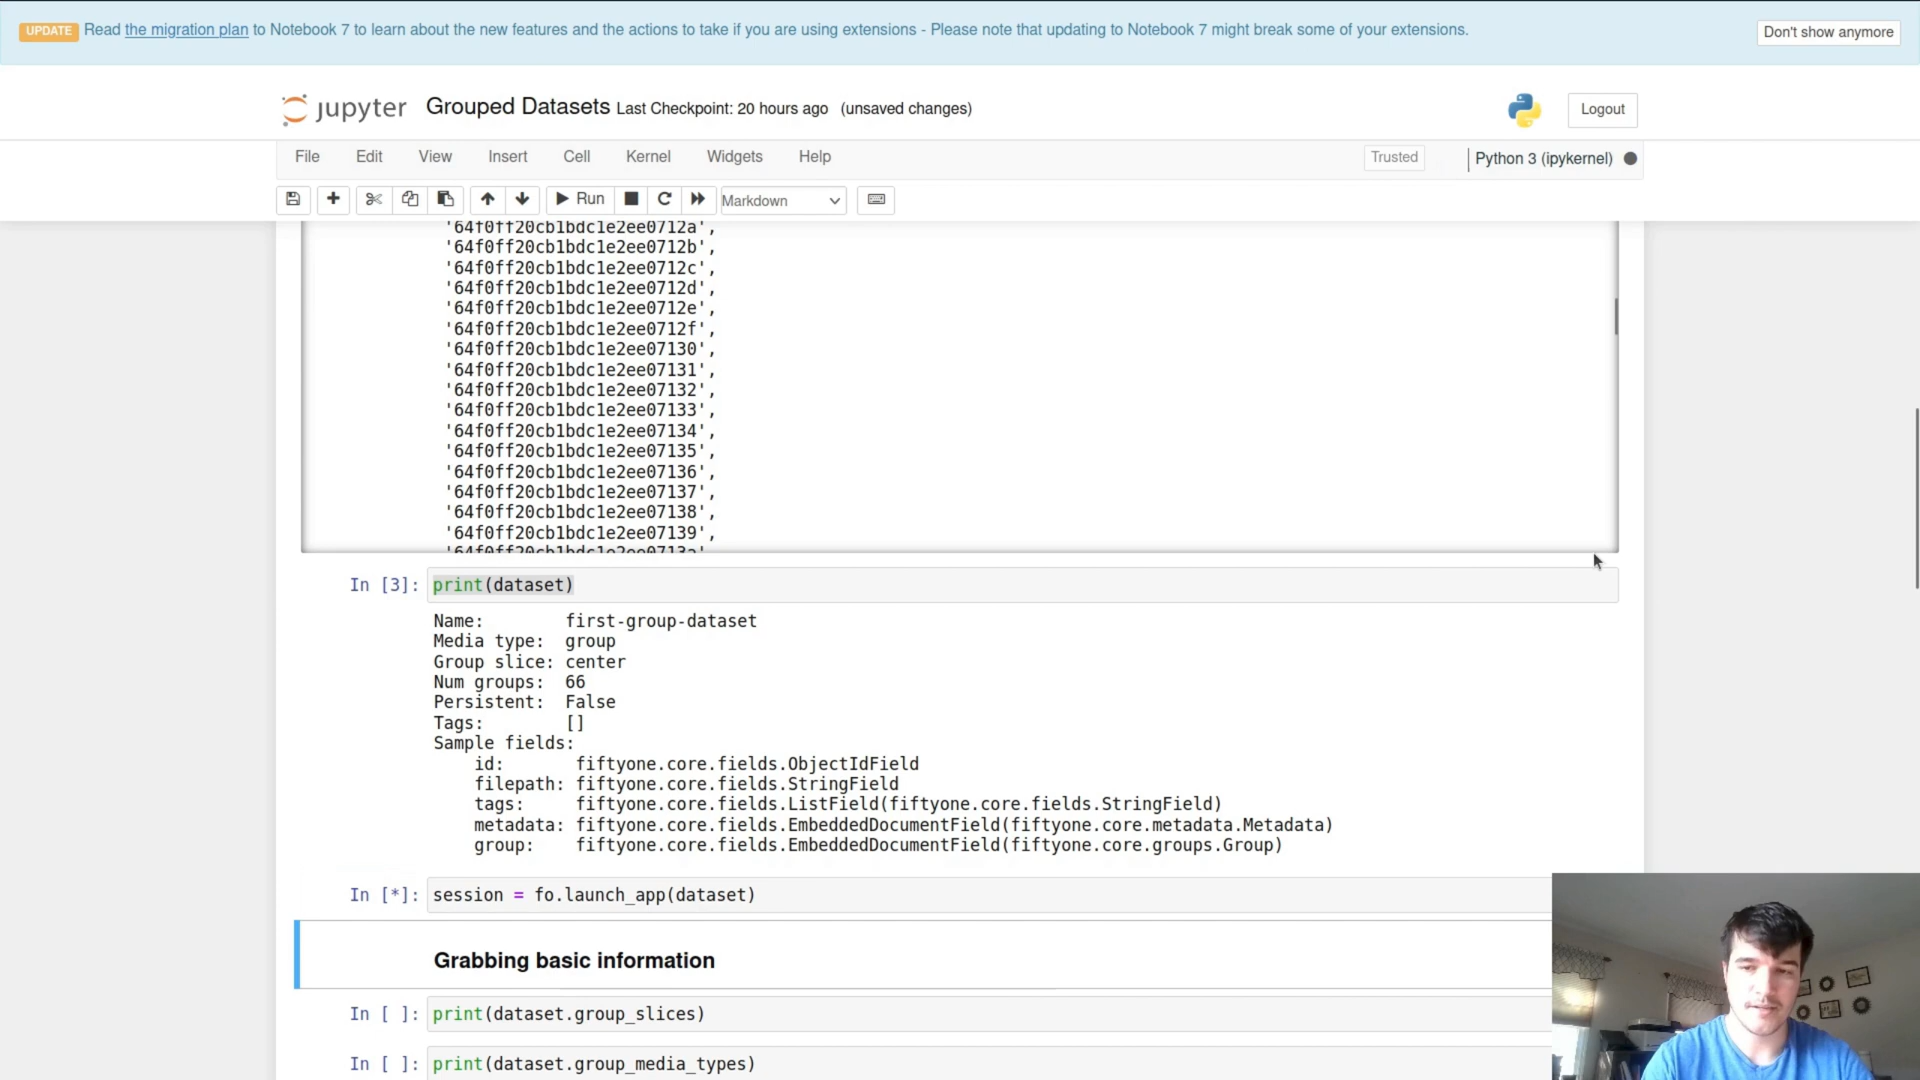 UPDATE Read the migration plan to Notebook 7 to learn about the new features and the actions to take if you are using extensions - Please note that updating to Notebook 7 might break some of your extensions. Don't show anymore
jupyter Grouped Datasets Last Checkpoint: 20 hours ago (unsaved changes) Logout
File Edit View Insert Cell Kernel Widgets Help Trusted Python 3 (ipykernel)
Run Markdown
'64f0ff20cb1bdc1e2ee0712a',
'64f0ff20cb1bdc1e2ee0712b',
'64f0ff20cb1bdc1e2ee0712c',
'64f0ff20cb1bdc1e2ee0712d',
'64f0ff20cb1bdc1e2ee0712e',
'64f0ff20cb1bdc1e2ee0712f',
'64f0ff20cb1bdc1e2ee07130',
'64f0ff20cb1bdc1e2ee07131',
'64f0ff20cb1bdc1e2ee07132',
'64f0ff20cb1bdc1e2ee07133',
'64f0ff20cb1bdc1e2ee07134',
'64f0ff20cb1bdc1e2ee07135',
'64f0ff20cb1bdc1e2ee07136',
'64f0ff20cb1bdc1e2ee07137',
'64f0ff20cb1bdc1e2ee07138',
'64f0ff20cb1bdc1e2ee07139',
'64f0ff20cb1bdc1e2ee0713a',
In [3]: print(dataset)
Name: first-group-dataset
Media type: group
Group slice: center
Num groups: 66
Persistent: False
Tags: []
Sample fields:
id: fiftyone.core.fields.ObjectIdField
filepath: fiftyone.core.fields.StringField
tags: fiftyone.core.fields.ListField(fiftyone.core.fields.StringField)
metadata: fiftyone.core.fields.EmbeddedDocumentField(fiftyone.core.metadata.Metadata)
group: fiftyone.core.fields.EmbeddedDocumentField(fiftyone.core.groups.Group)
In [*]: session = fo.launch_app(dataset)
Grabbing basic information
In [ ]: print(dataset.group_slices)
In [ ]: print(dataset.group_media_types)